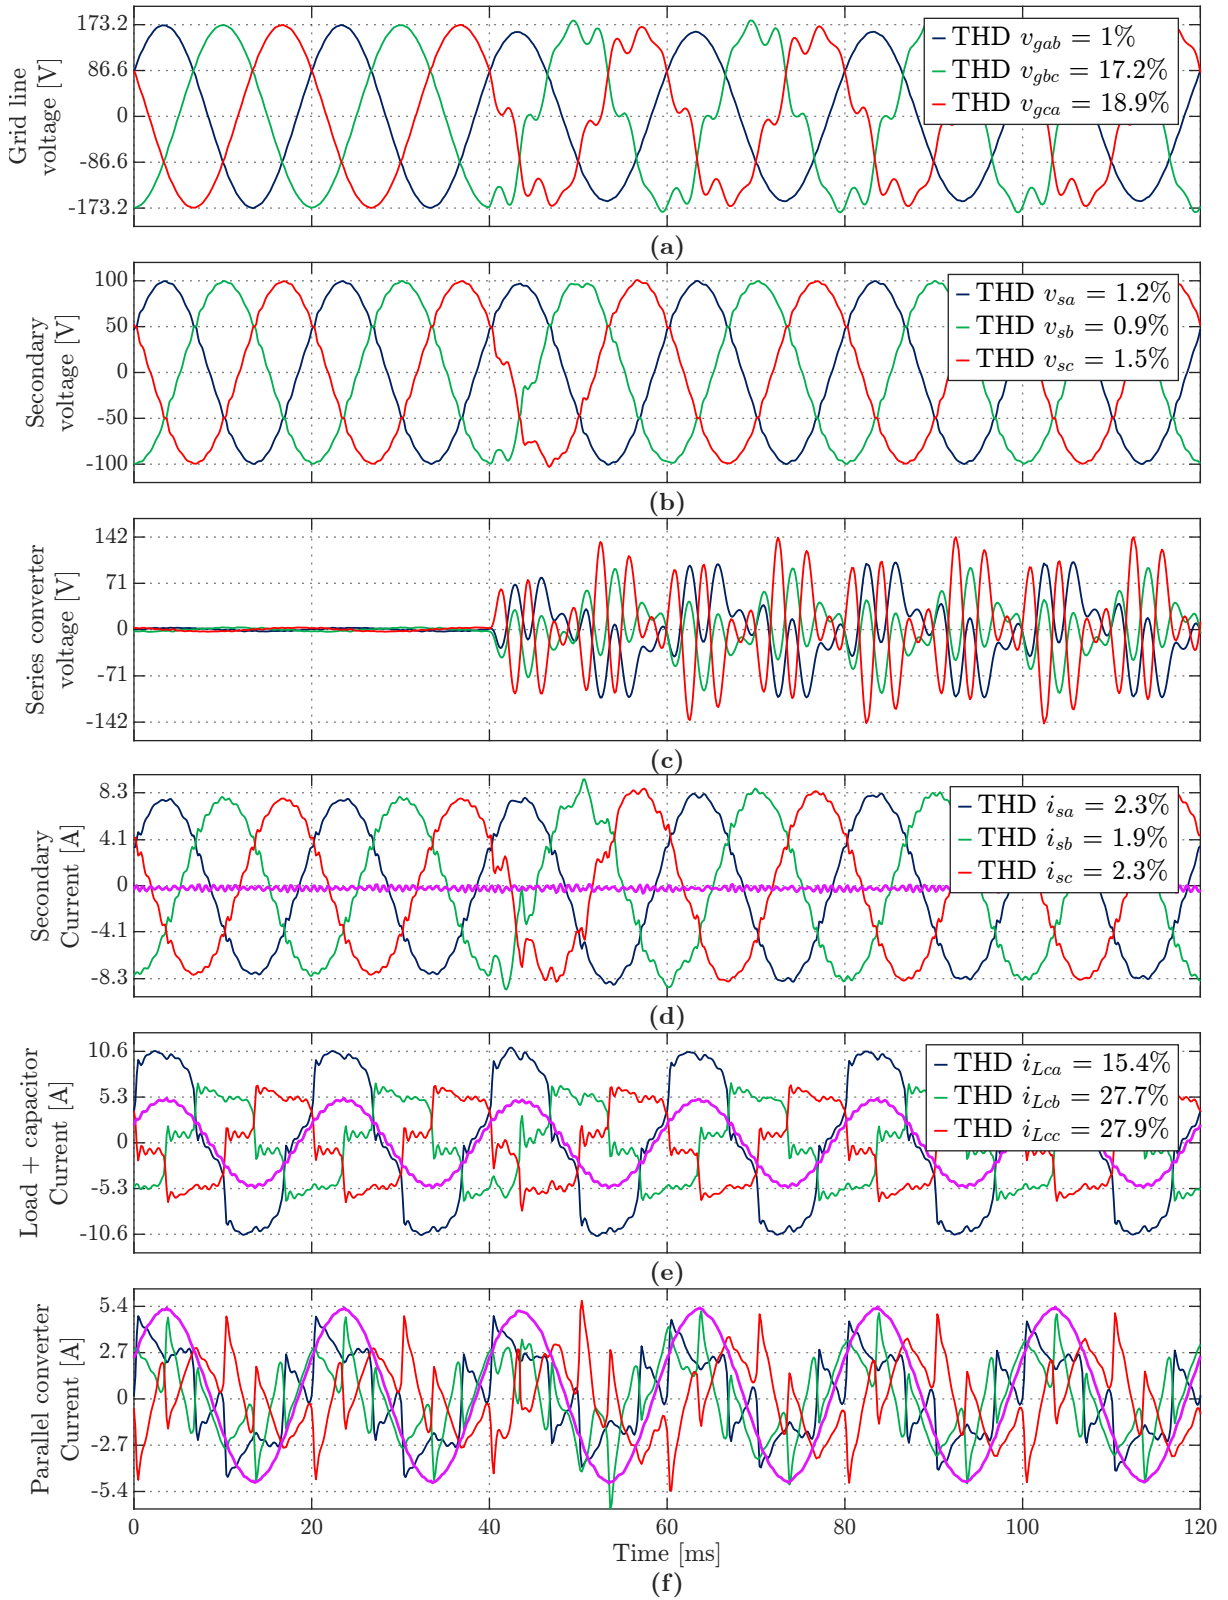 Grid line
voltage [V]
173.2
86.6
0
-86.6
-173.2
THD v_gab = 1%
THD v_gbc = 17.2%
THD v_gca = 18.9%
(a)
Secondary
voltage [V]
100
50
0
-50
-100
THD v_sa = 1.2%
THD v_sb = 0.9%
THD v_sc = 1.5%
(b)
Series converter
voltage [V]
142
71
0
-71
-142
(c)
Secondary
Current [A]
8.3
4.1
0
-4.1
-8.3
THD i_sa = 2.3%
THD i_sb = 1.9%
THD i_sc = 2.3%
(d)
Load + capacitor
Current [A]
10.6
5.3
0
-5.3
-10.6
THD i_Lca = 15.4%
THD i_Lcb = 27.7%
THD i_Lcc = 27.9%
(e)
Parallel converter
Current [A]
5.4
2.7
0
-2.7
-5.4
0 20 40 60 80 100 120
Time [ms]
(f)